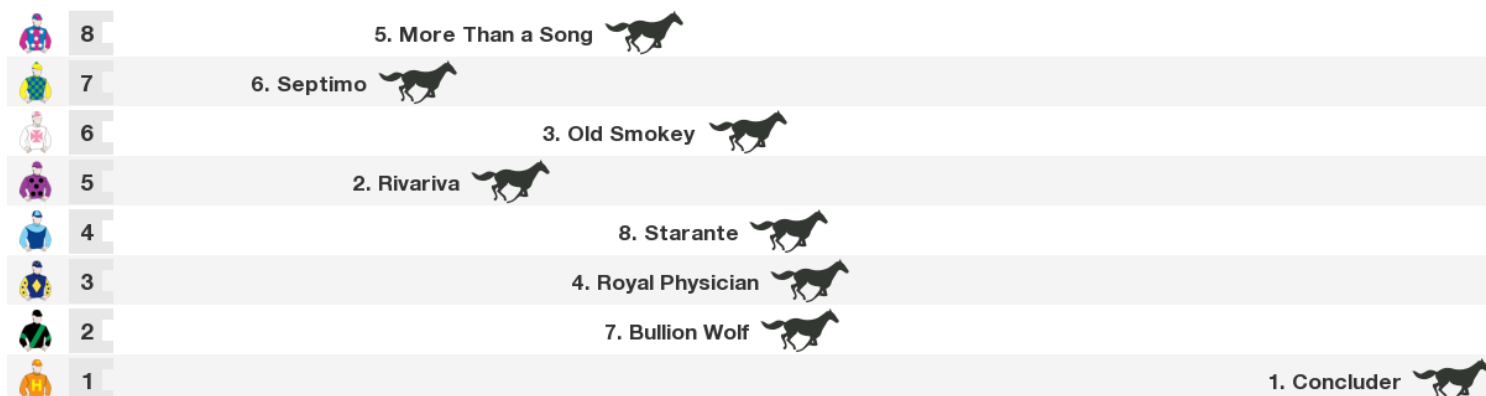 8 5. More Than a Song
7 6. Septimo
6 3. Old Smokey
5 2. Rivariva
4 8. Starante
3 4. Royal Physician
2 7. Bullion Wolf
H 1 1. Concluder